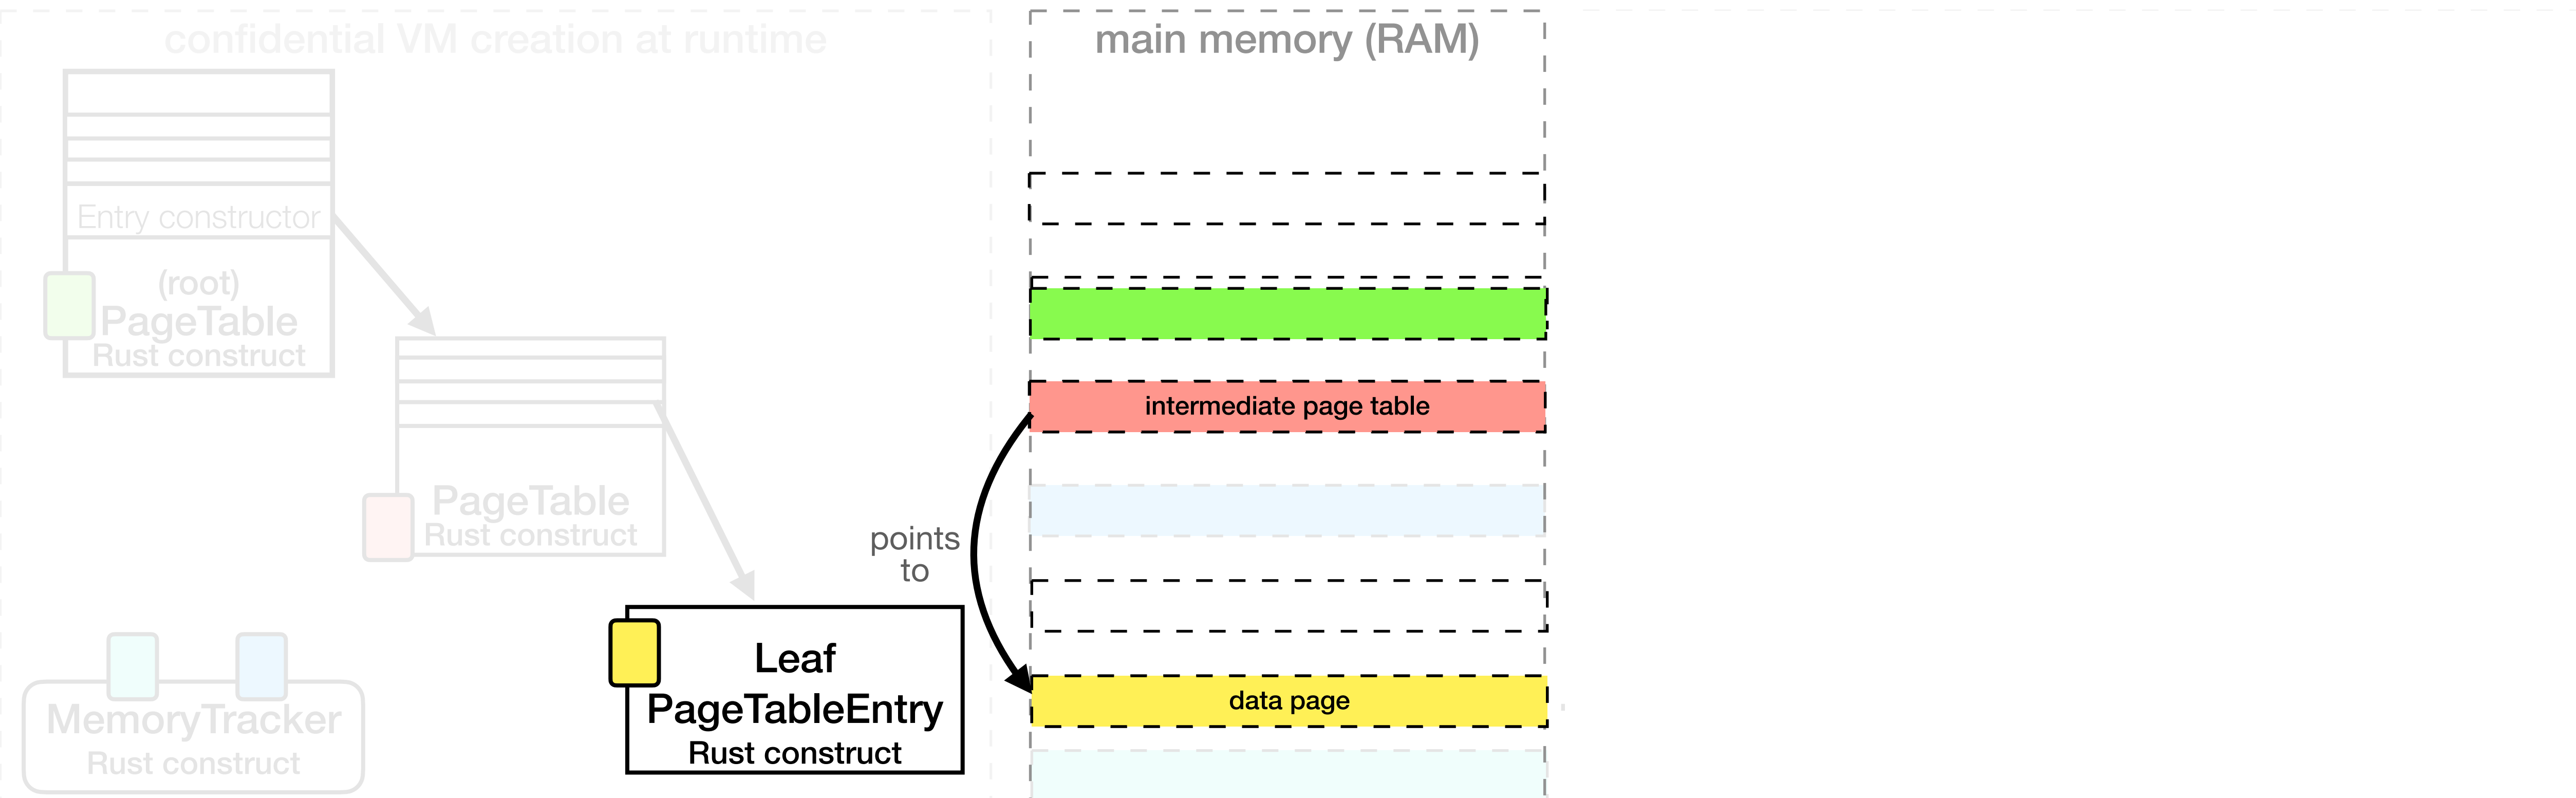 confidential VM creation at runtime
main memory (RAM)
Entry constructor
(root)
PageTable
Rust construct
intermediate page table
PageTable
Rust construct
points
to
Leaf
PageTableEntry
Rust construct
data page
MemoryTracker
Rust construct